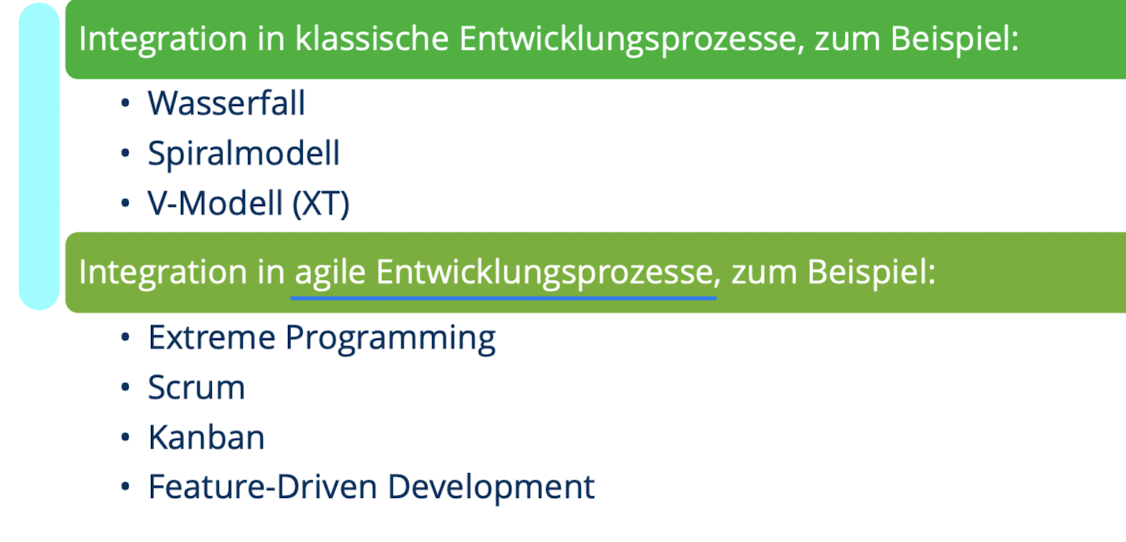 Integration in klassische Entwicklungsprozesse, zum Beispiel:
• Wasserfall
• Spiralmodell
• V-Modell (XT)
Integration in agile Entwicklungsprozesse, zum Beispiel:
• Extreme Programming
• Scrum
• Kanban
• Feature-Driven Development